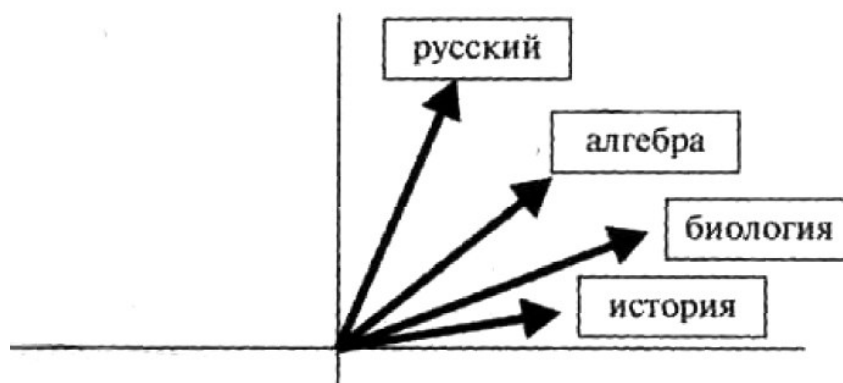 русский
алгебра
биология
история